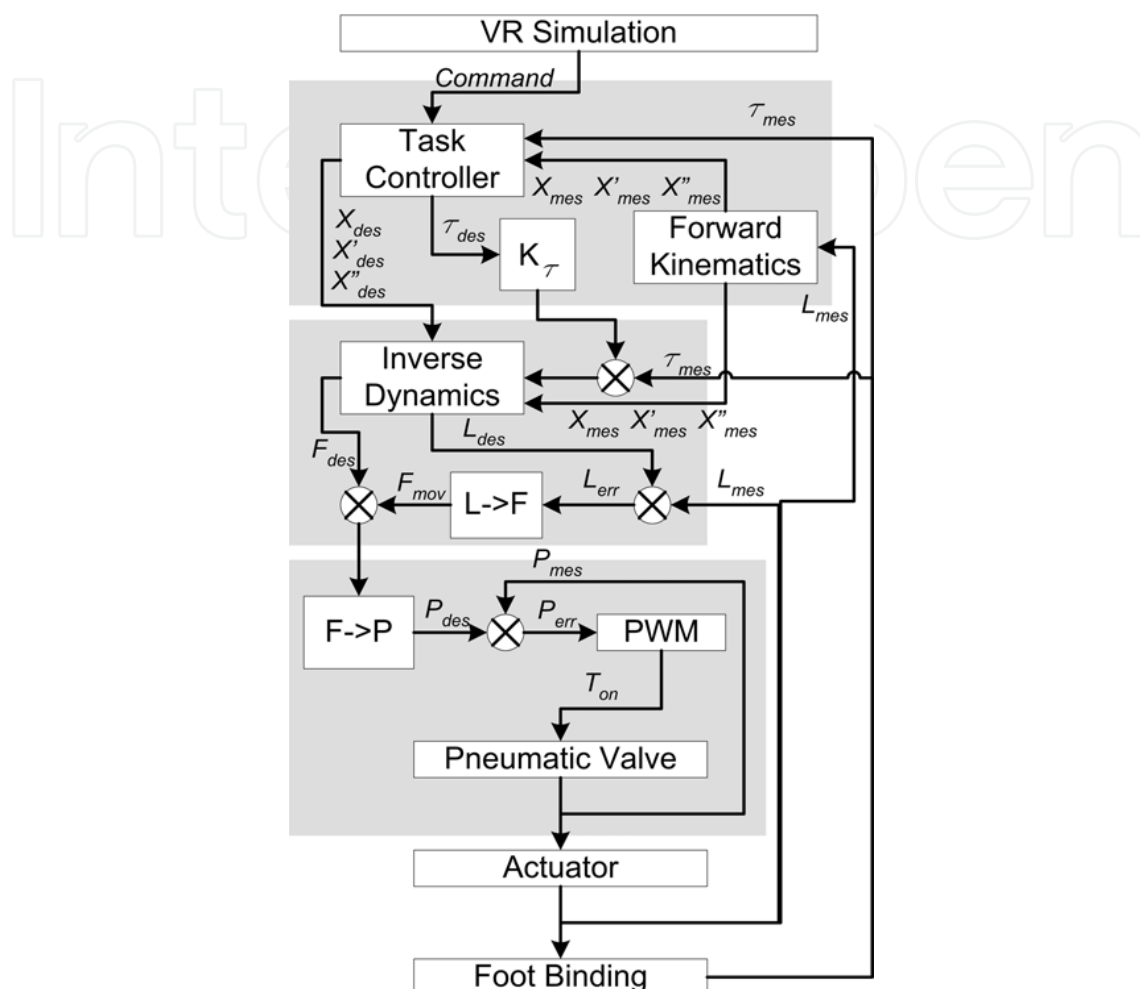 VR Simulation
Command
τmes
Task
Controller
Xmes X'mes X"mes
Xdes
X'des
X"des
τdes
Kτ
Forward
Kinematics
Lmes
Inverse
Dynamics
τmes
Xmes X'mes X"mes
Ldes
Fdes
Fmov
L->F
Lerr
Lmes
Pmes
F->P
Pdes
Perr
PWM
Ton
Pneumatic Valve
Actuator
Foot Binding